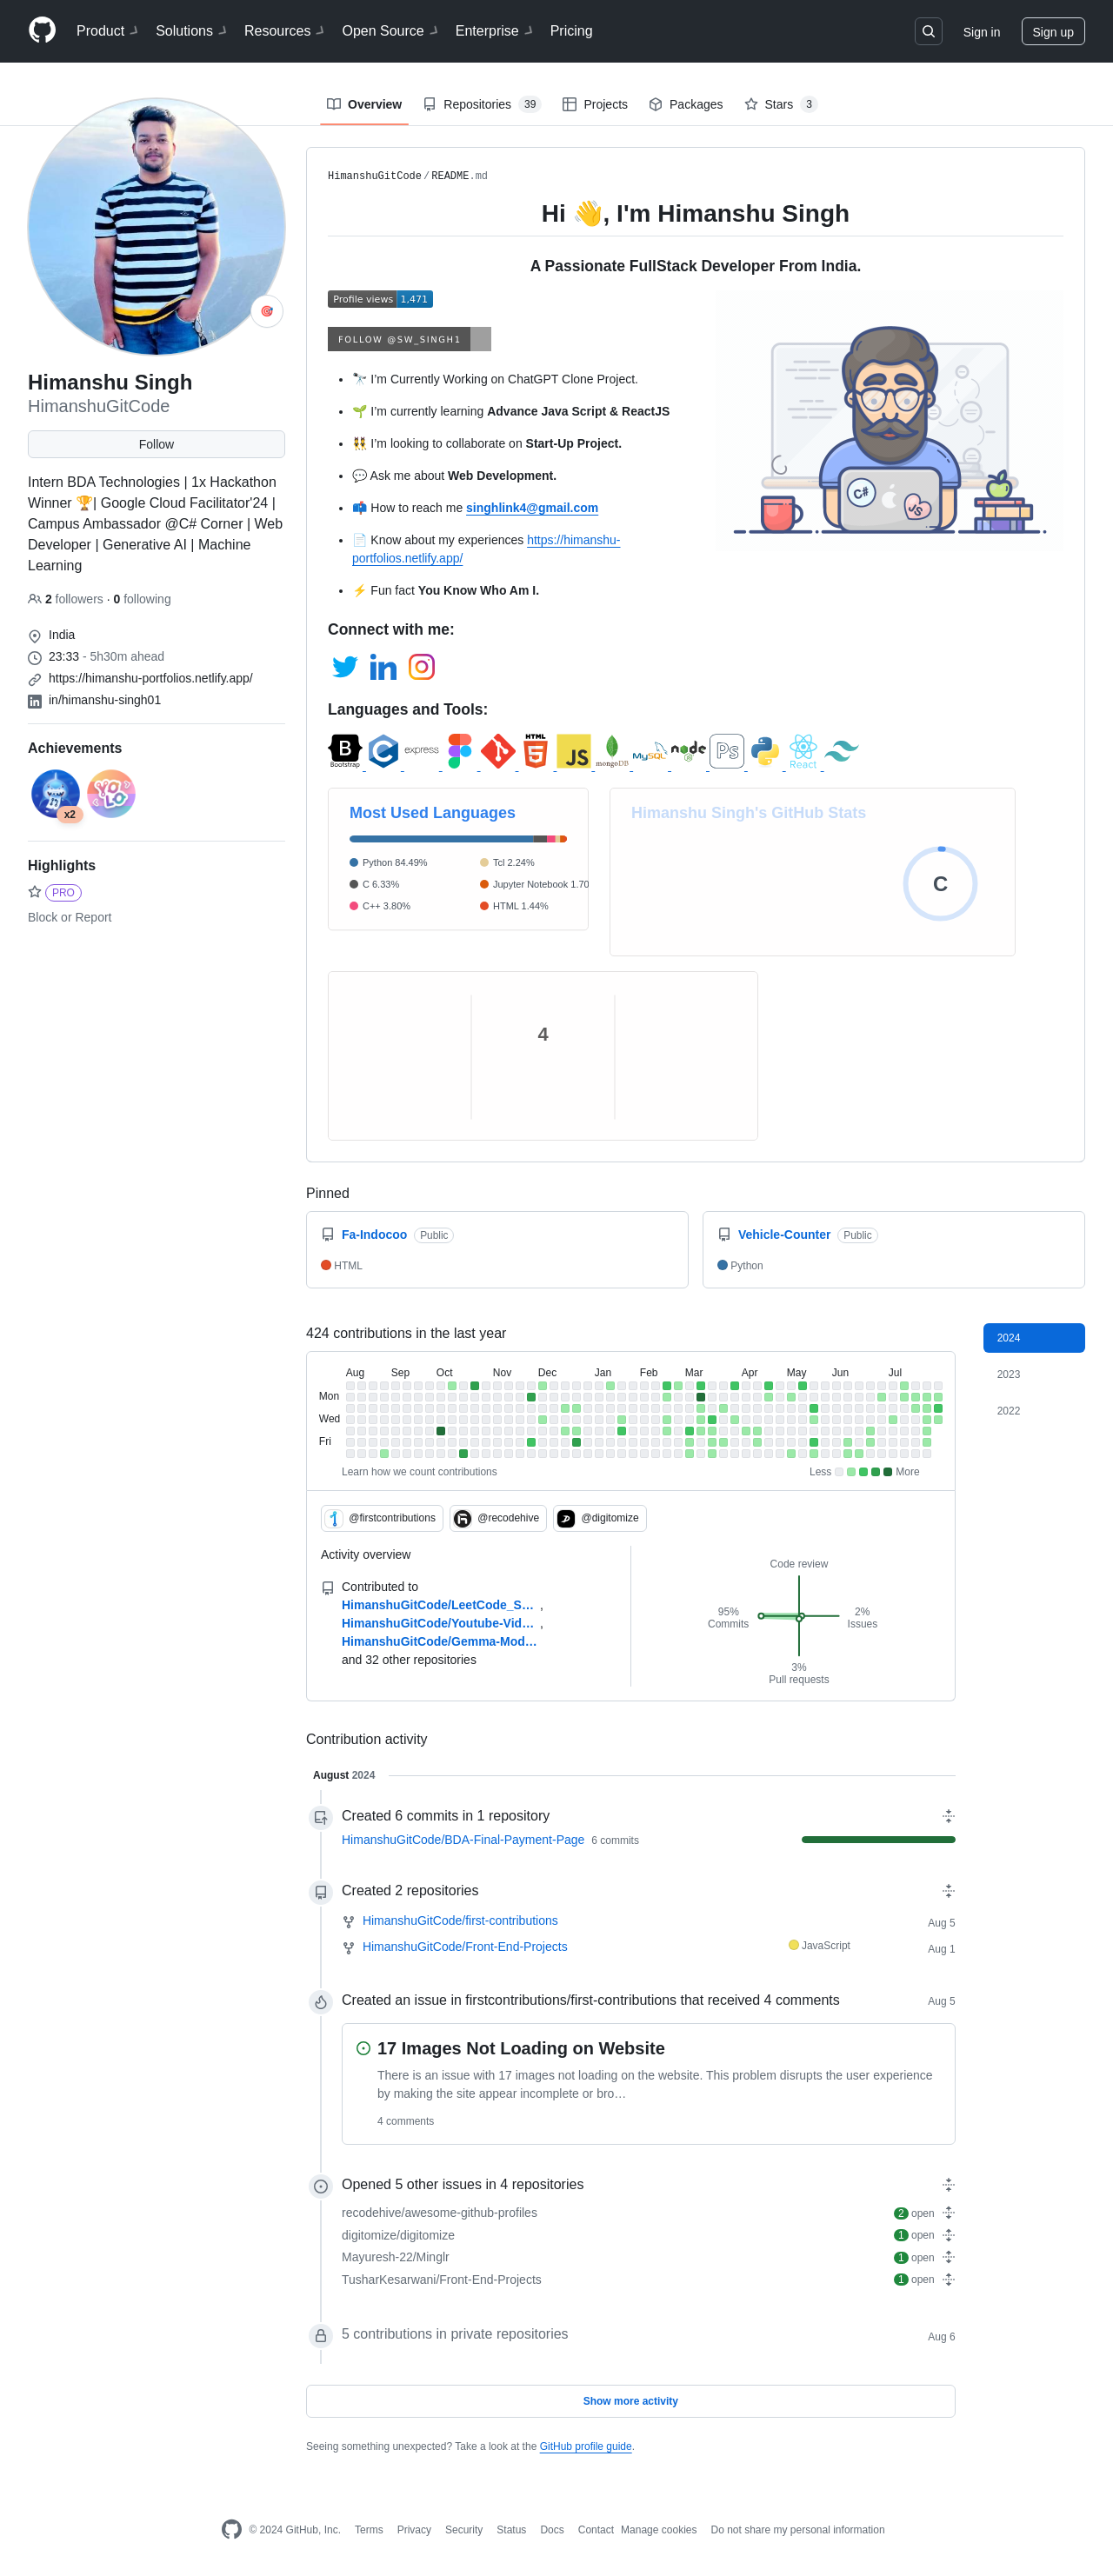 Product Solutions Resources Open Source Enterprise Pricing Sign in Sign up
Overview Repositories 39 Projects Packages Stars 3
🎯
Himanshu Singh
HimanshuGitCode
Follow
Intern BDA Technologies | 1x Hackathon
Winner 🏆| Google Cloud Facilitator'24 |
Campus Ambassador @C# Corner | Web
Developer | Generative AI | Machine
Learning
2 followers · 0 following
India
23:33 - 5h30m ahead
https://himanshu-portfolios.netlify.app/
in/himanshu-singh01
Achievements
YOLO
x2
Highlights
PRO
Block or Report
HimanshuGitCode/README.md
Hi 👋, I'm Himanshu Singh
A Passionate FullStack Developer From India.
Profile views 1,471
FOLLOW @SW_SINGH1
🔭 I’m Currently Working on ChatGPT Clone Project.
🌱 I’m currently learning Advance Java Script & ReactJS
👯 I’m looking to collaborate on Start-Up Project.
💬 Ask me about Web Development.
📫 How to reach me singhlink4@gmail.com
📄 Know about my experiences https://himanshu-
portfolios.netlify.app/
⚡ Fun fact You Know Who Am I.
C#
JS
Connect with me:
in
Languages and Tools:
B Bootstrap C express HTML 5 JS mongoDB MySQL node JS Ps React
Most Used Languages
Python 84.49% Tcl 2.24%
C 6.33% Jupyter Notebook 1.70
C++ 3.80% HTML 1.44%
Himanshu Singh's GitHub Stats
C
4
Pinned
Fa-Indocoo Public
HTML
Vehicle-Counter Public
Python
424 contributions in the last year
2024
2023
2022
Aug Sep Oct Nov Dec Jan Feb Mar Apr May Jun Jul
Mon
Wed
Fri
Learn how we count contributions Less More
@firstcontributions @recodehive @digitomize
Activity overview
Contributed to
HimanshuGitCode/LeetCode_S… ,
HimanshuGitCode/Youtube-Vid… ,
HimanshuGitCode/Gemma-Mod…
and 32 other repositories
Code review
95%
Commits
2%
Issues
3%
Pull requests
Contribution activity
August 2024
Created 6 commits in 1 repository
HimanshuGitCode/BDA-Final-Payment-Page 6 commits
Created 2 repositories
HimanshuGitCode/first-contributions Aug 5
HimanshuGitCode/Front-End-Projects JavaScript Aug 1
Created an issue in firstcontributions/first-contributions that received 4 comments Aug 5
17 Images Not Loading on Website
There is an issue with 17 images not loading on the website. This problem disrupts the user experience
by making the site appear incomplete or bro…
4 comments
Opened 5 other issues in 4 repositories
recodehive/awesome-github-profiles 2 open
digitomize/digitomize 1 open
Mayuresh-22/Minglr 1 open
TusharKesarwani/Front-End-Projects 1 open
5 contributions in private repositories Aug 6
Show more activity
Seeing something unexpected? Take a look at the GitHub profile guide.
© 2024 GitHub, Inc. Terms Privacy Security Status Docs Contact Manage cookies Do not share my personal information